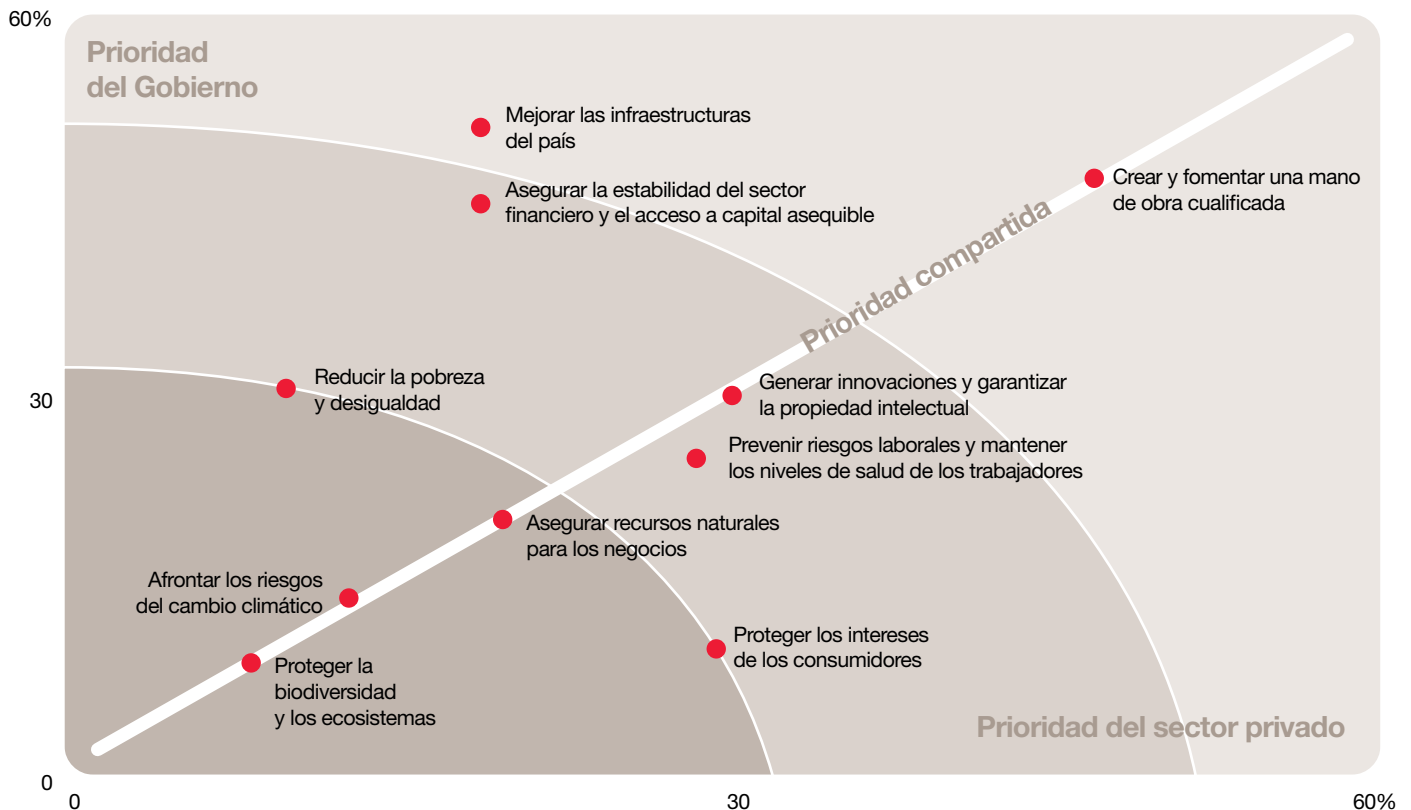 60%
Prioridad
del Gobierno
Mejorar las infraestructuras
del país
Asegurar la estabilidad del sector
financiero y el acceso a capital asequible
Crear y fomentar una mano
de obra cualificada
Prioridad compartida
Reducir la pobreza
y desigualdad
30
Generar innovaciones y garantizar
la propiedad intelectual
Prevenir riesgos laborales y mantener
los niveles de salud de los trabajadores
Asegurar recursos naturales
para los negocios
Afrontar los riesgos
del cambio climático
Proteger los intereses
de los consumidores
Proteger la
biodiversidad
y los ecosistemas
Prioridad del sector privado
0
0
30
60%